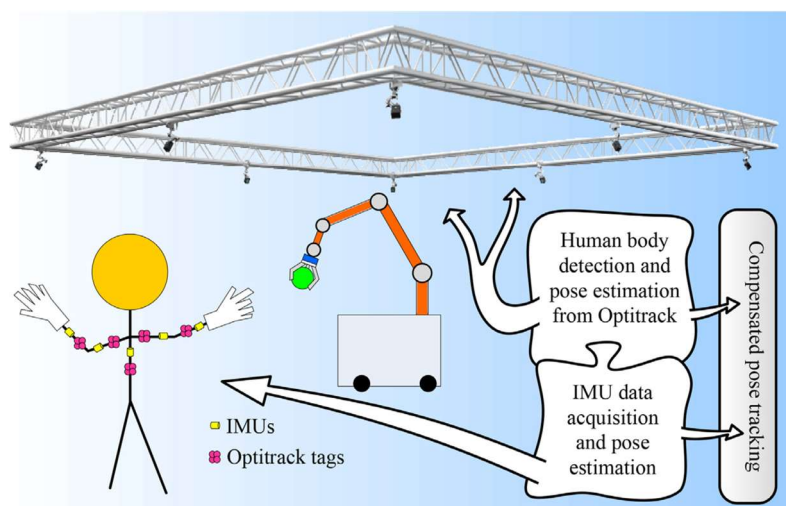 Human body
detection and
pose estimation
from Optitrack
IMU data
acquisition
and pose
estimation
Compensated pose tracking
IMUs
Optitrack tags